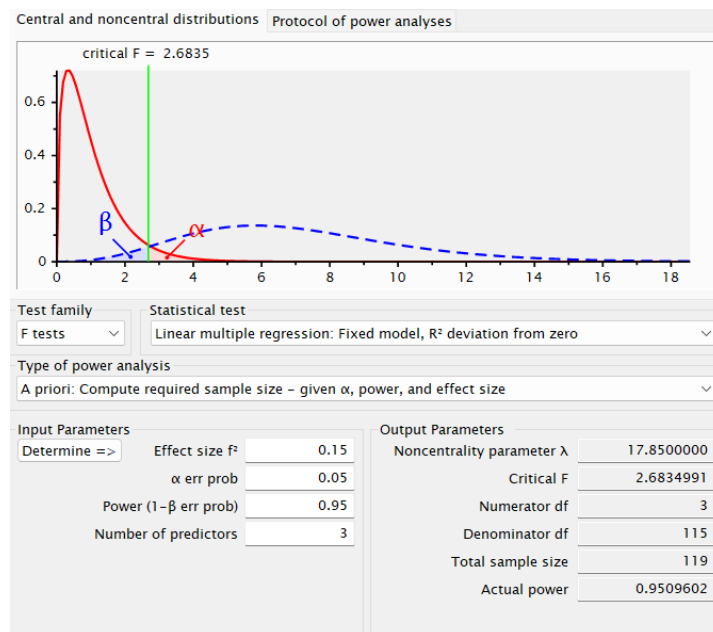 Central and noncentral distributions Protocol of power analyses
critical F = 2.6835
0.6
0.4
0.2
β α
0
0 2 4 6 8 10 12 14 16 18
Test family Statistical test
F tests Linear multiple regression: Fixed model, R² deviation from zero
Type of power analysis
A priori: Compute required sample size – given α, power, and effect size
Input Parameters Output Parameters
Determine => Effect size f² 0.15 Noncentrality parameter λ 17.8500000
α err prob 0.05 Critical F 2.6834991
Power (1–β err prob) 0.95 Numerator df 3
Number of predictors 3 Denominator df 115
Total sample size 119
Actual power 0.9509602